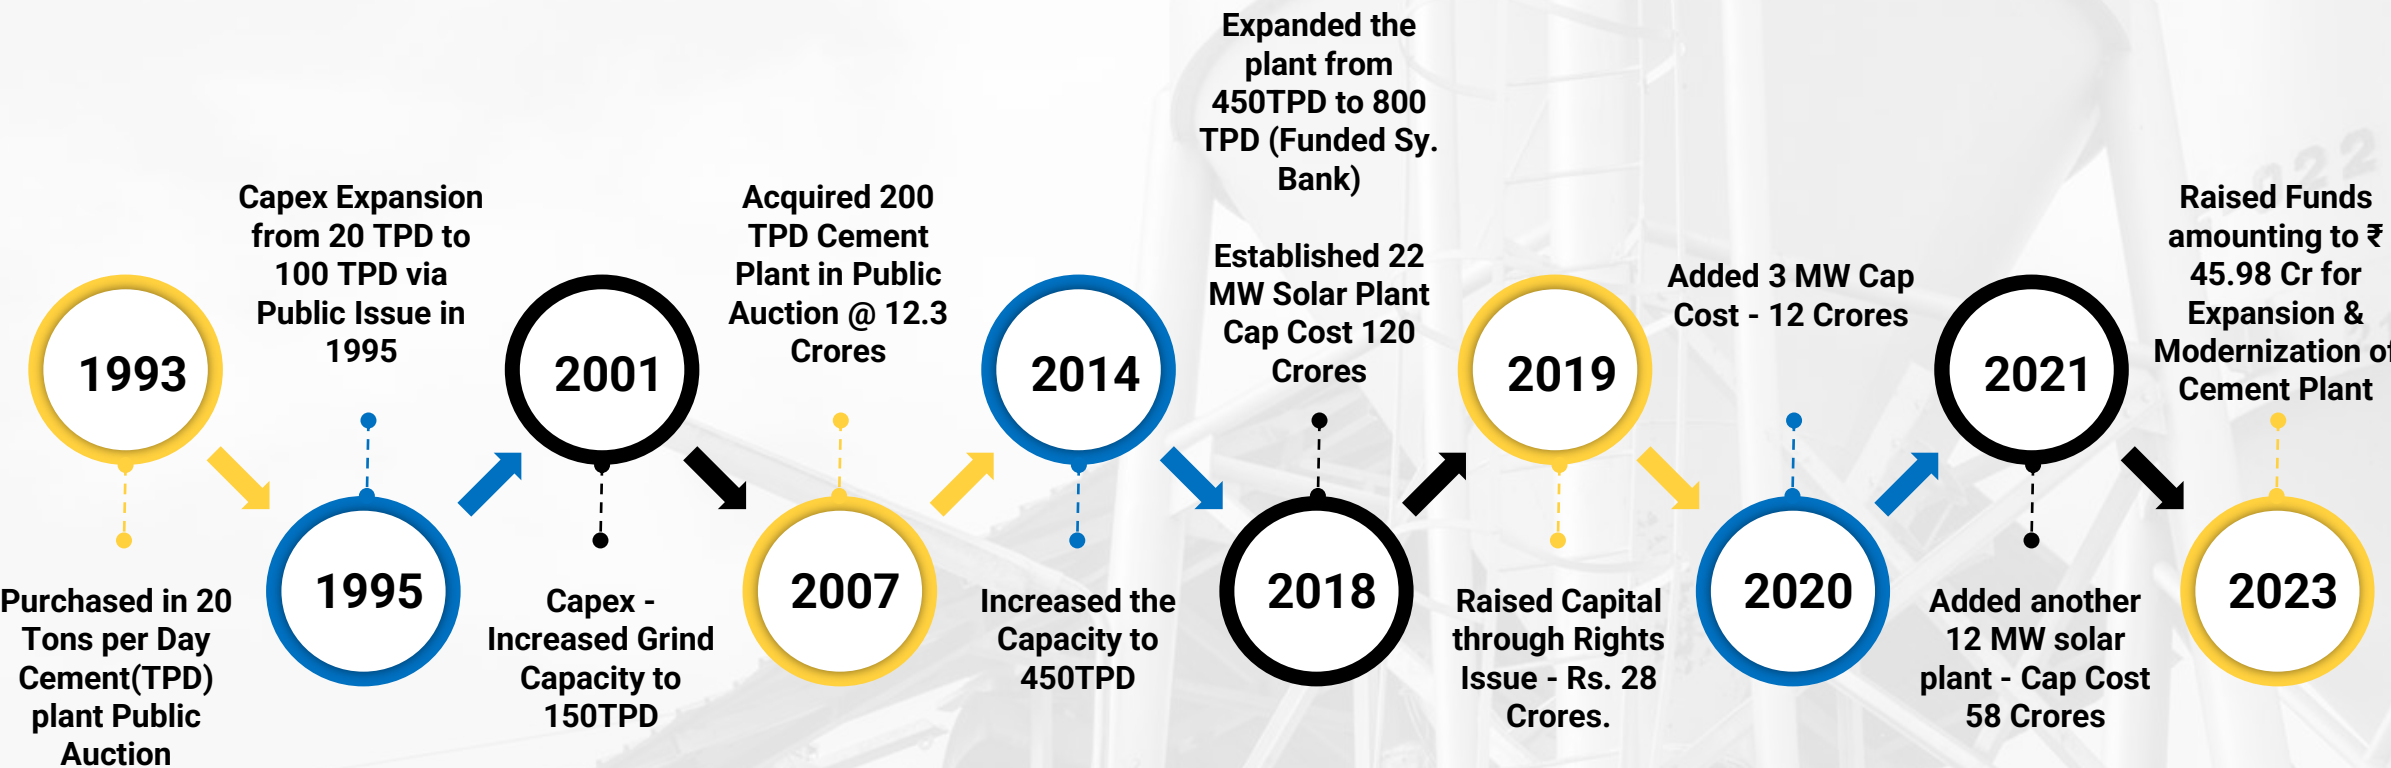 1993
Purchased in 20
Tons per Day
Cement(TPD)
plant Public
Auction
Capex Expansion
from 20 TPD to
100 TPD via
Public Issue in
1995
1995
2001
Capex -
Increased Grind
Capacity to
150TPD
Acquired 200
TPD Cement
Plant in Public
Auction @ 12.3
Crores
2007
2014
Increased the
Capacity to
450TPD
Expanded the
plant from
450TPD to 800
TPD (Funded Sy.
Bank)
Established 22
MW Solar Plant
Cap Cost 120
Crores
2018
2019
Raised Capital
through Rights
Issue - Rs. 28
Crores.
Added 3 MW Cap
Cost - 12 Crores
2020
2021
Added another
12 MW solar
plant - Cap Cost
58 Crores
Raised Funds
amounting to ₹
45.98 Cr for
Expansion &
Modernization of
Cement Plant
2023
022